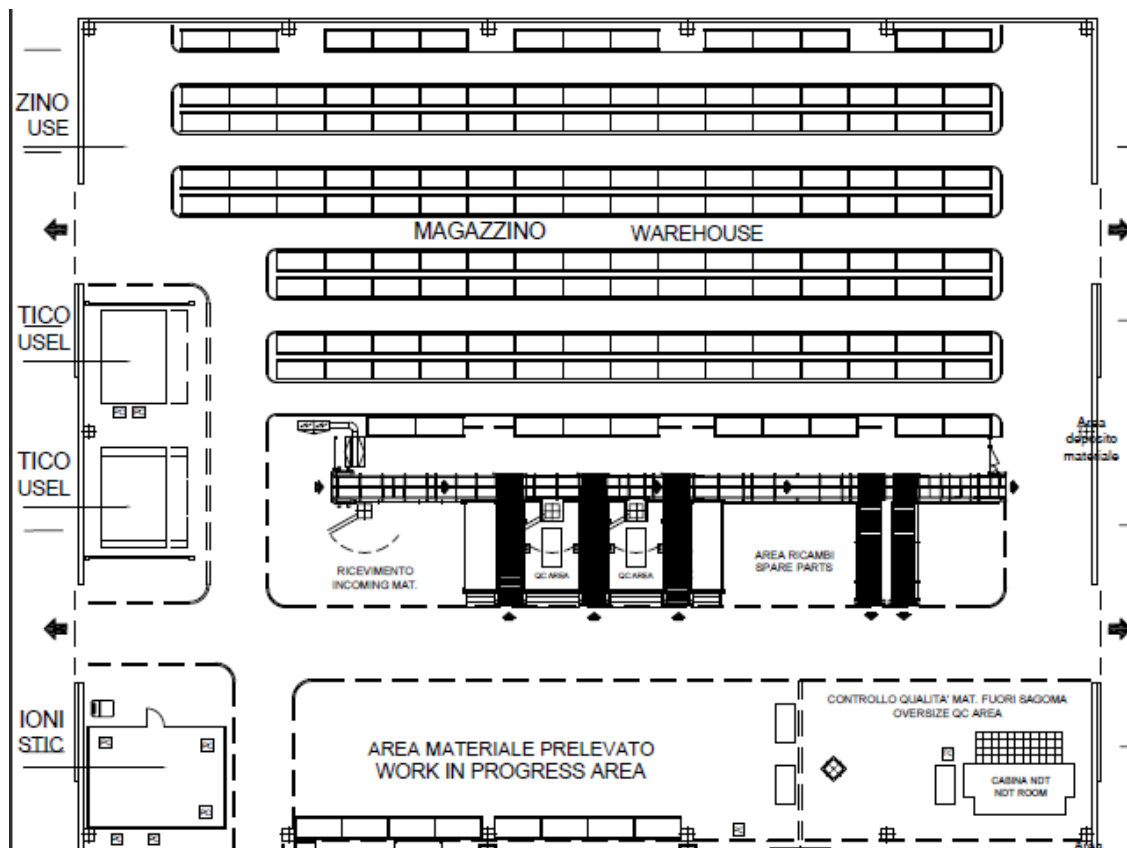 ZINO
USE
MAGAZZINO WAREHOUSE
TICO
USEL
TICO
USEL
Area
deposito
materiale
RICEVIMENTO
INCOMING MAT.
QC AREA
QC AREA
AREA RICAMBI
SPARE PARTS
IONI
STIC
AREA MATERIALE PRELEVATO
WORK IN PROGRESS AREA
CONTROLLO QUALITA' MAT. FUORI SAGOMA
OVERSIZE QC AREA
CABINA NDT
NDT ROOM
Area